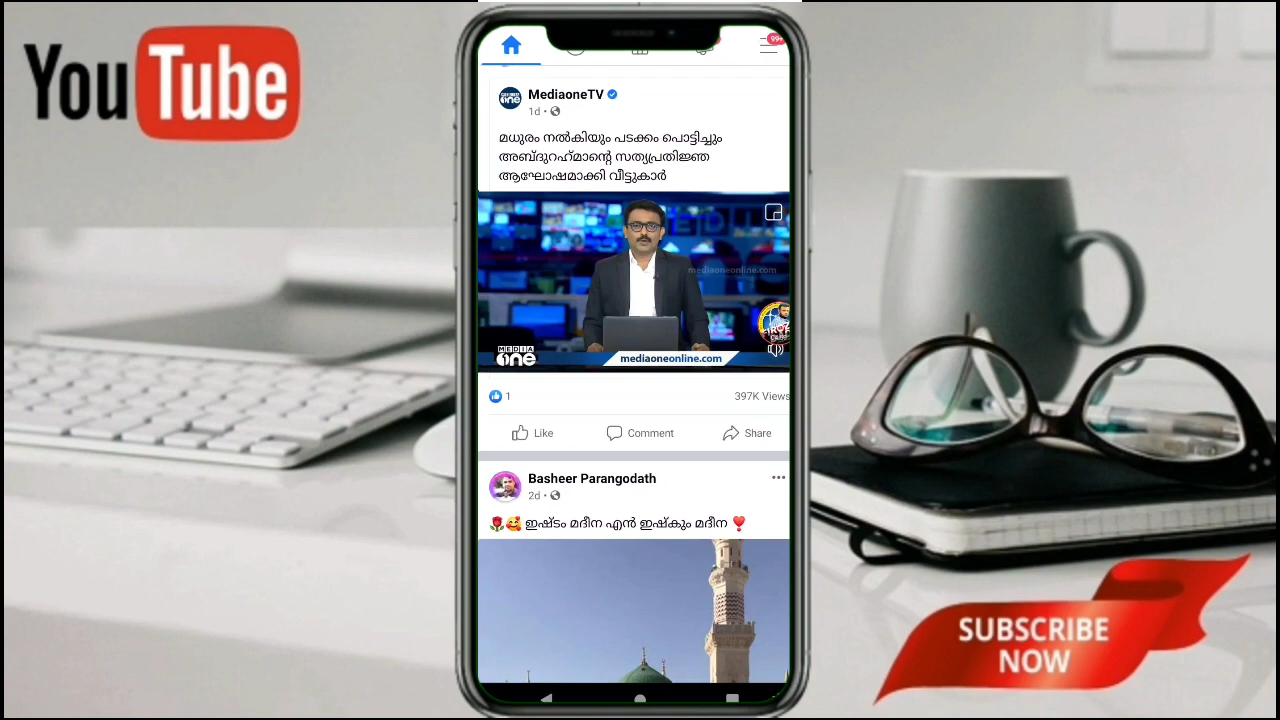 YouTube
99+
MediaoneTV
1d
മധുരം നൽകിയും പടക്കം പൊട്ടിച്ചും
അബ്ദുറഹ്‌മാന്റെ സത്യപ്രതിജ്ഞ
ആഘോഷമാക്കി വീട്ടുകാർ
mediaoneonline.com
MEDIA
one
mediaoneonline.com
1
397K Views
Like
Comment
Share
Basheer Parangodath
2d
🌹🥰 ഇഷ്ടം മദീന എൻ ഇഷ്കും മദീന ❣️
SUBSCRIBE
NOW